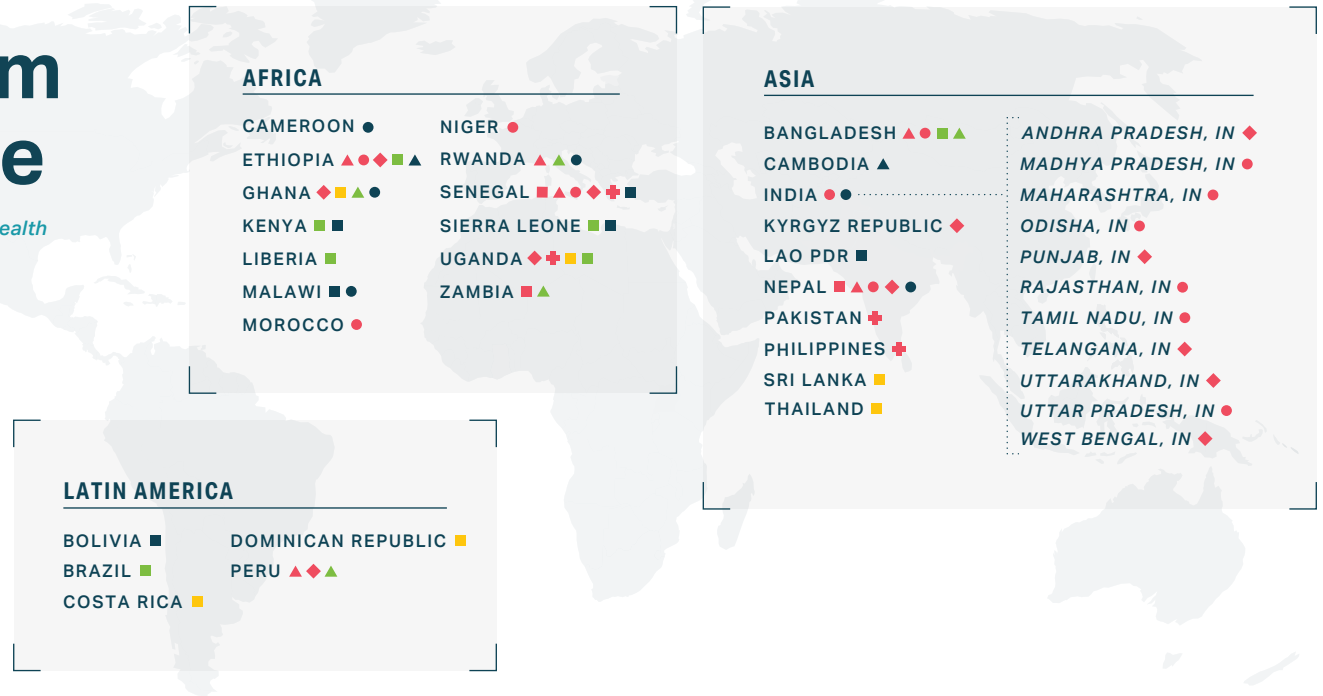 m
e
ealth
AFRICA
CAMEROON
ETHIOPIA
GHANA
KENYA
LIBERIA
MALAWI
MOROCCO
NIGER
RWANDA
SENEGAL
SIERRA LEONE
UGANDA
ZAMBIA
ASIA
BANGLADESH
CAMBODIA
INDIA
KYRGYZ REPUBLIC
LAO PDR
NEPAL
PAKISTAN
PHILIPPINES
SRI LANKA
THAILAND
ANDHRA PRADESH, IN
MADHYA PRADESH, IN
MAHARASHTRA, IN
ODISHA, IN
PUNJAB, IN
RAJASTHAN, IN
TAMIL NADU, IN
TELANGANA, IN
UTTARAKHAND, IN
UTTAR PRADESH, IN
WEST BENGAL, IN
LATIN AMERICA
BOLIVIA
BRAZIL
COSTA RICA
DOMINICAN REPUBLIC
PERU